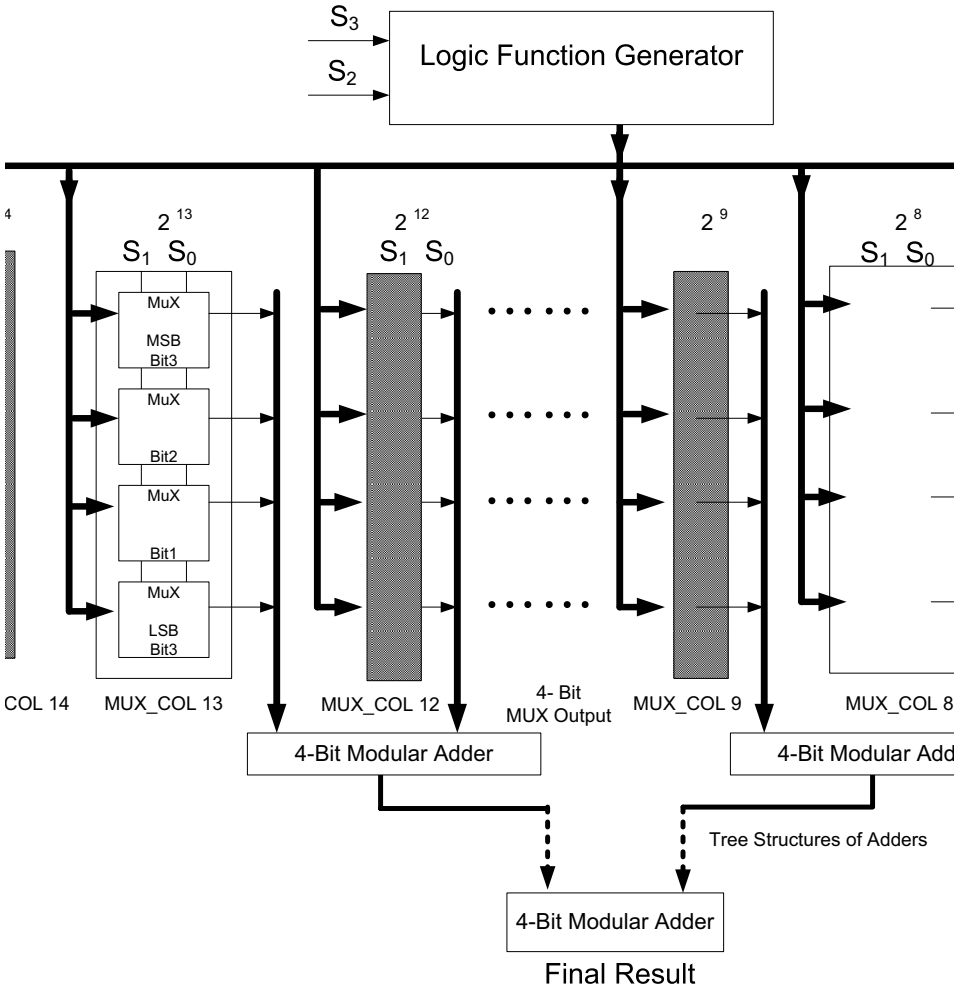 S3
Logic Function Generator
S2
4
2 13
2 12
2 9
2 8
S1 S0
S1 S0
S1 S0
MuX
MSB
Bit3
MuX
Bit2
MuX
Bit1
MuX
LSB
Bit3
COL 14
MUX_COL 13
MUX_COL 12
4- Bit
MUX Output
MUX_COL 9
MUX_COL 8
4-Bit Modular Adder
4-Bit Modular Add
Tree Structures of Adders
4-Bit Modular Adder
Final Result